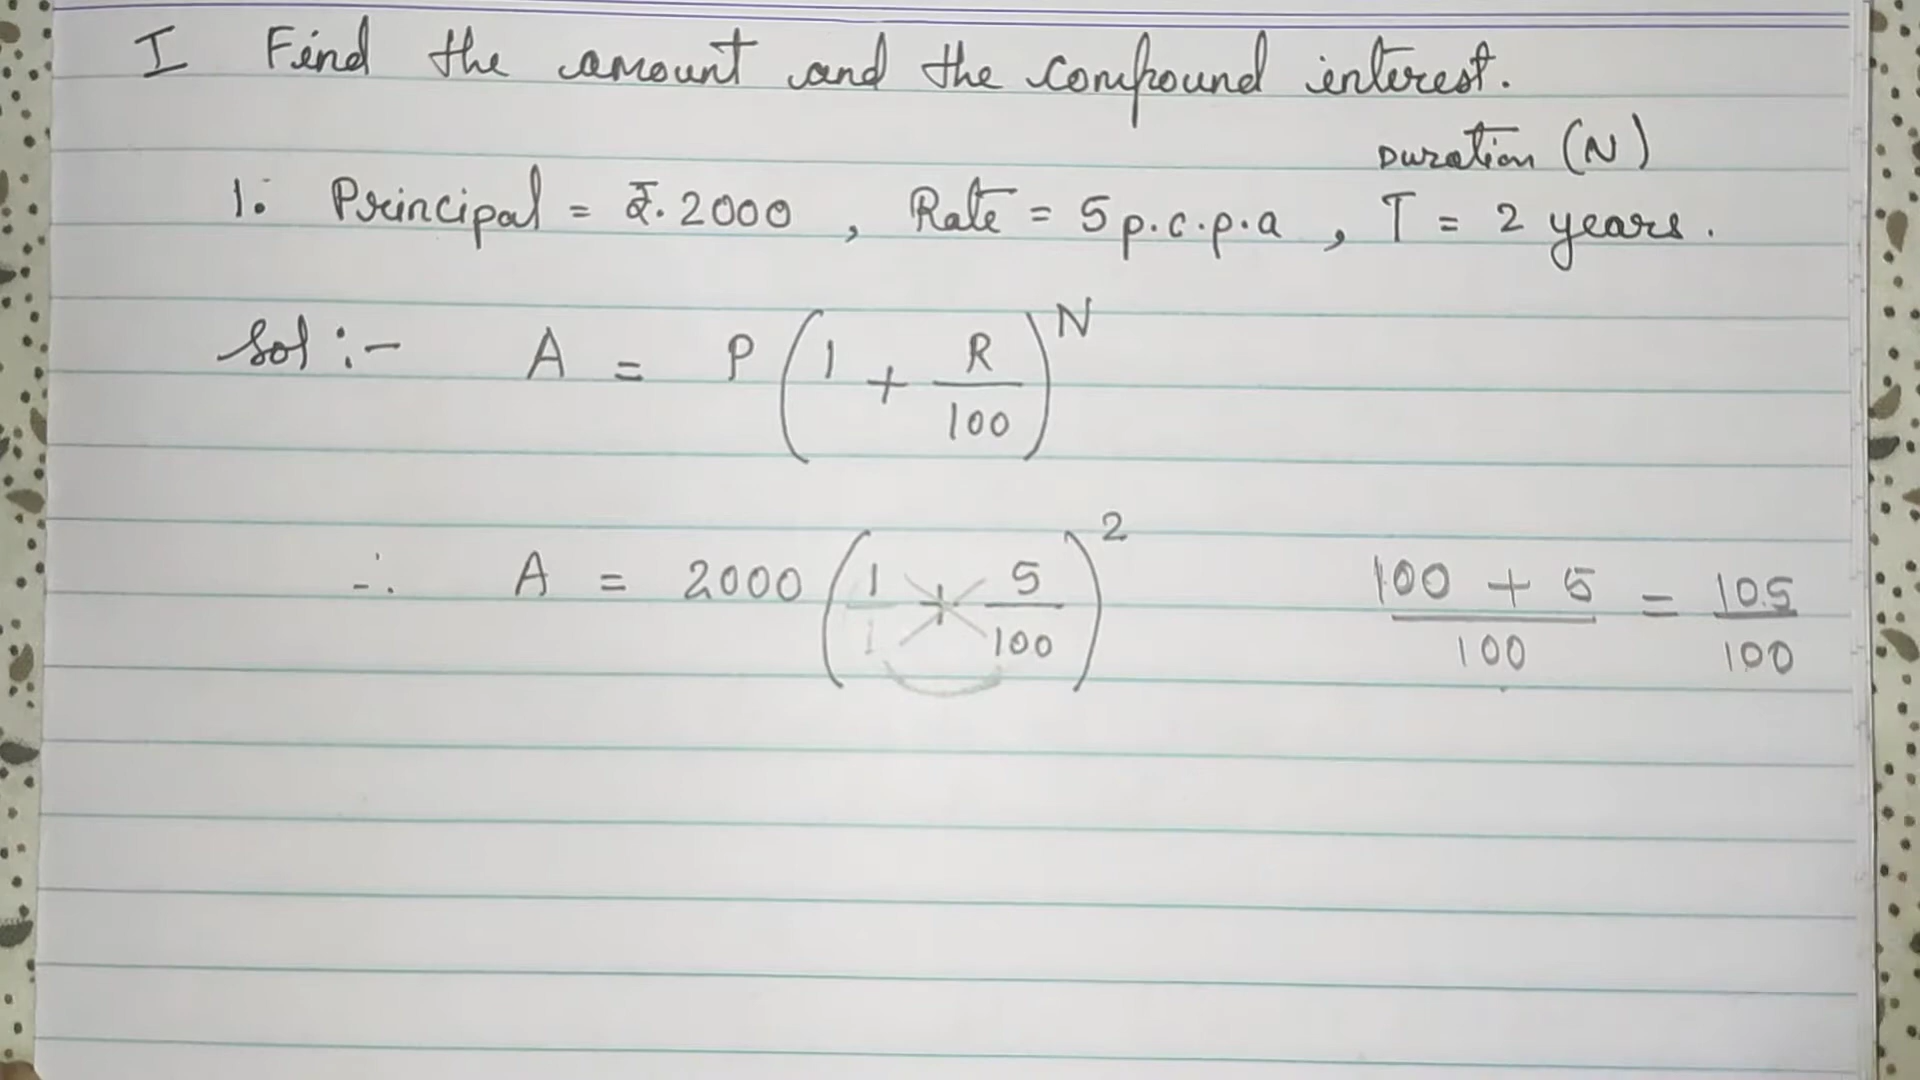 I Find the amount and the compound interest.
Duration (N)
1. Principal = ₹. 2000 , Rate = 5 p.c.p.a , T = 2 years.
Sol :- A = P (1 + R/100)^N
∴ A = 2000 (1/1 + 5/100)^2 100 + 5/100 = 105/100